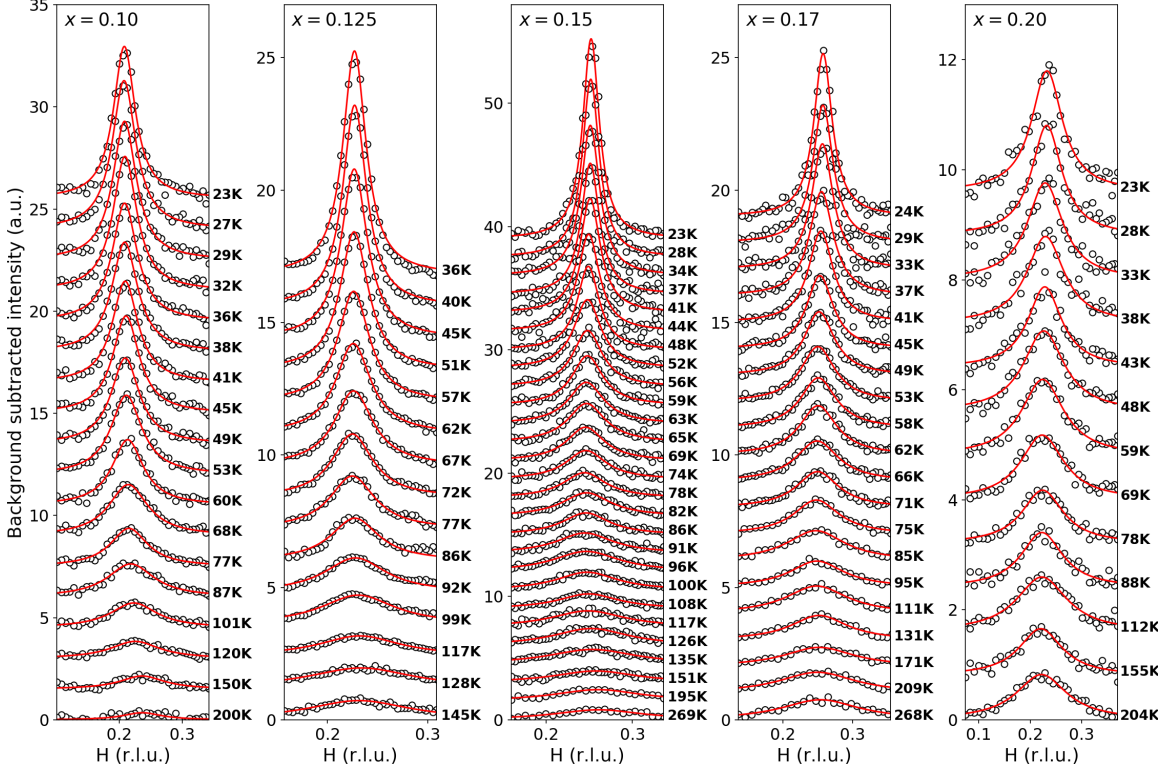 x = 0.10
x = 0.125
x = 0.15
x = 0.17
x = 0.20
Background subtracted intensity (a.u.)
35
30
25
20
15
10
5
0
23K
27K
29K
32K
36K
38K
41K
45K
49K
53K
60K
68K
77K
87K
101K
120K
150K
200K
0.2
0.3
H (r.l.u.)
25
20
15
10
5
0
36K
40K
45K
51K
57K
62K
67K
72K
77K
86K
92K
99K
117K
128K
145K
0.2
0.3
H (r.l.u.)
50
40
30
20
10
0
23K
28K
34K
37K
41K
44K
48K
52K
56K
59K
63K
65K
69K
74K
78K
82K
86K
91K
96K
100K
108K
117K
126K
135K
151K
195K
269K
0.2
0.3
H (r.l.u.)
25
20
15
10
5
0
24K
29K
33K
37K
41K
45K
49K
53K
58K
62K
66K
71K
75K
85K
95K
111K
131K
171K
209K
268K
0.2
0.3
H (r.l.u.)
12
10
8
6
4
2
0
23K
28K
33K
38K
43K
48K
59K
69K
78K
88K
112K
155K
204K
0.1
0.2
0.3
H (r.l.u.)